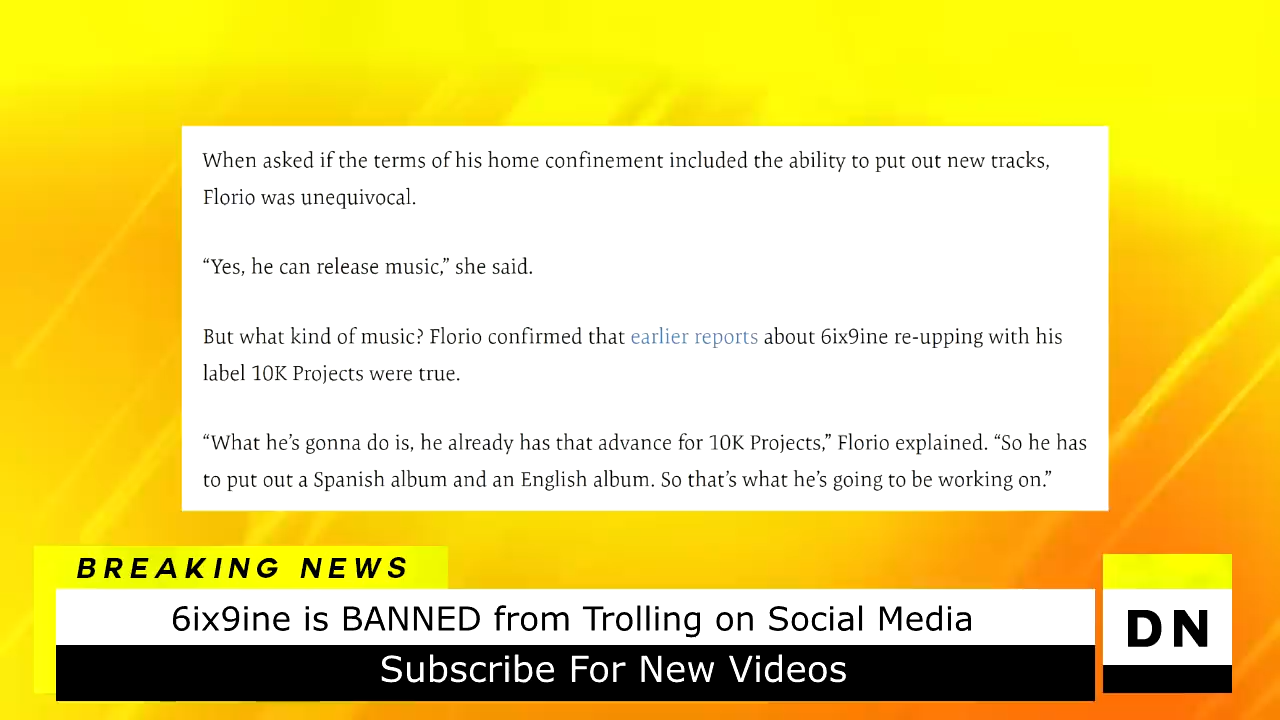 When asked if the terms of his home confinement included the ability to put out new tracks,
Florio was unequivocal.
“Yes, he can release music,” she said.
But what kind of music? Florio confirmed that earlier reports about 6ix9ine re-upping with his
label 10K Projects were true.
“What he’s gonna do is, he already has that advance for 10K Projects,” Florio explained. “So he has
to put out a Spanish album and an English album. So that’s what he’s going to be working on.”
BREAKING NEWS
6ix9ine is BANNED from Trolling on Social Media
Subscribe For New Videos
DN